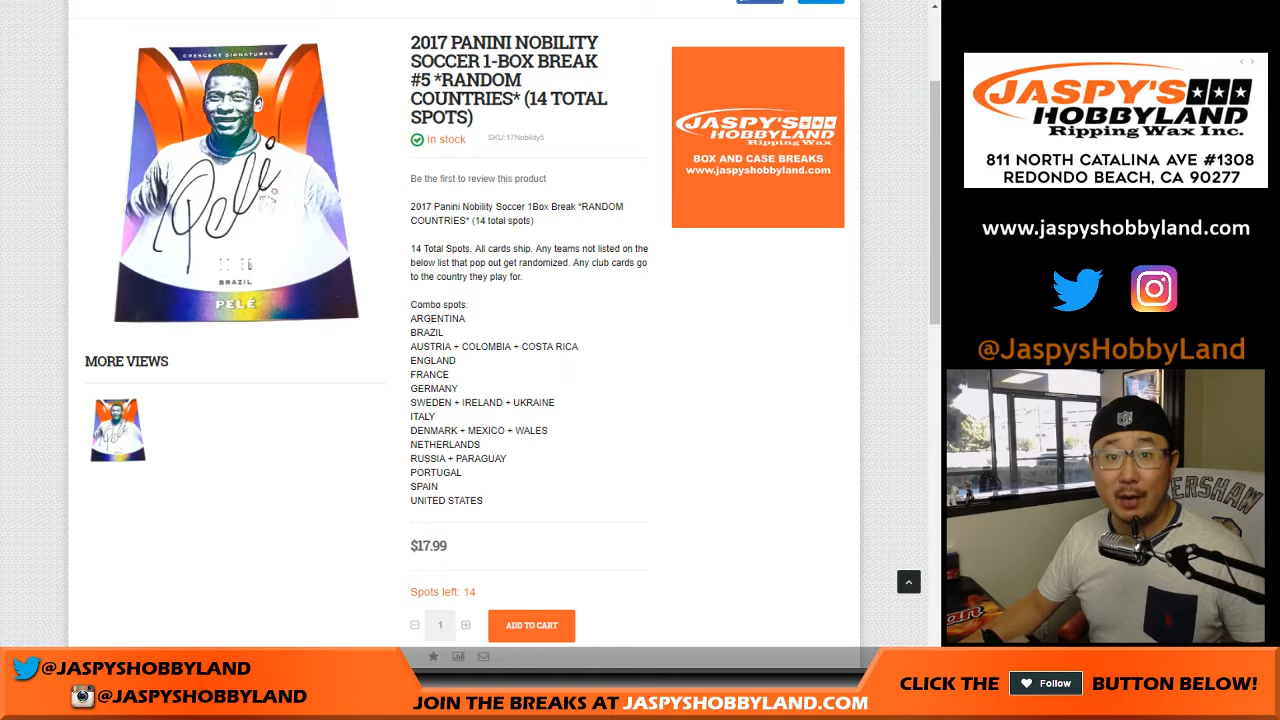 CRESCENT SIGNATURES
Pelé
BRAZIL
PELÉ
MORE VIEWS
2017 PANINI NOBILITY
SOCCER 1-BOX BREAK
#5 *RANDOM
COUNTRIES* (14 TOTAL
SPOTS)
In stock
SKU:17Nobility5
Be the first to review this product
2017 Panini Nobility Soccer 1Box Break *RANDOM
COUNTRIES* (14 total spots)
14 Total Spots. All cards ship. Any teams not listed on the
below list that pop out get randomized. Any club cards go
to the country they play for.
Combo spots:
ARGENTINA
BRAZIL
AUSTRIA + COLOMBIA + COSTA RICA
ENGLAND
FRANCE
GERMANY
SWEDEN + IRELAND + UKRAINE
ITALY
DENMARK + MEXICO + WALES
NETHERLANDS
RUSSIA + PARAGUAY
PORTUGAL
SPAIN
UNITED STATES
$17.99
Spots left: 14
1
ADD TO CART
JASPY'S
HOBBYLAND
Ripping Wax
BOX AND CASE BREAKS
www.jaspyshobbyland.com
JASPY'S
HOBBYLAND
Ripping Wax Inc.
811 NORTH CATALINA AVE #1308
REDONDO BEACH, CA 90277
www.jaspyshobbyland.com
@JaspysHobbyLand
NFL
ERSHAW
@JASPYSHOBBYLAND
@JASPYSHOBBYLAND
JOIN THE BREAKS AT JASPYSHOBBYLAND.COM
CLICK THE Follow BUTTON BELOW!